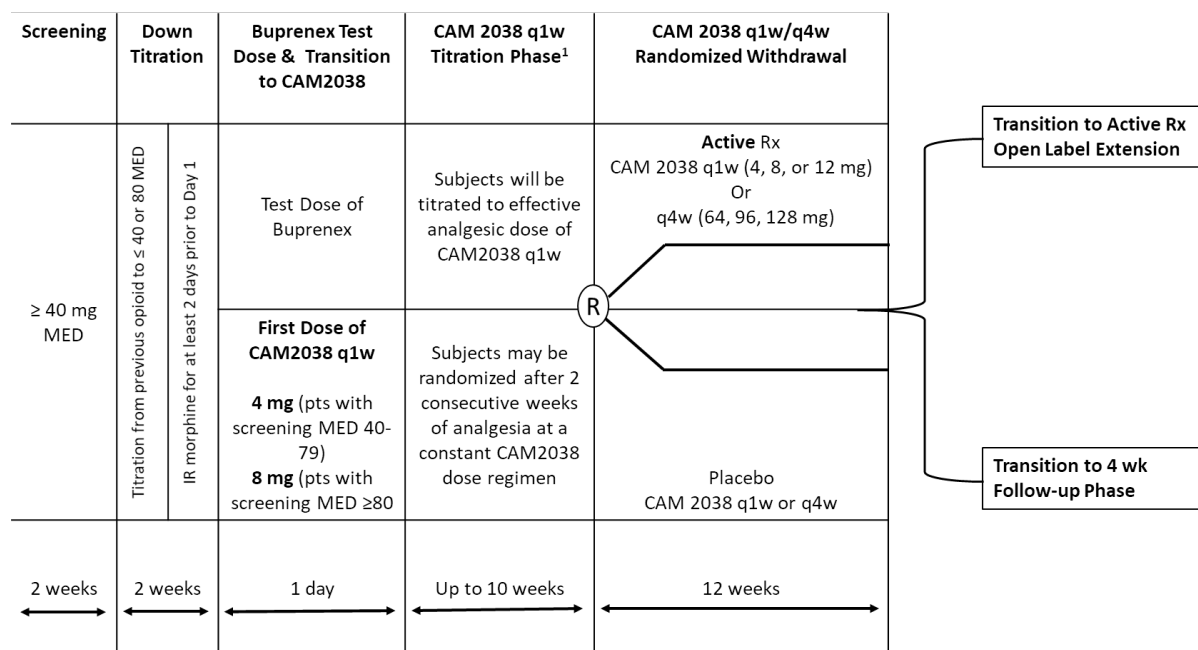 Screening
Down
Titration
Buprenex Test
Dose & Transition
to CAM2038
CAM 2038 q1w
Titration Phase¹
CAM 2038 q1w/q4w
Randomized Withdrawal
≥ 40 mg
MED
Titration from previous opioid to ≤ 40 or 80 MED
IR morphine for at least 2 days prior to Day 1
Test Dose of
Buprenex
First Dose of
CAM2038 q1w
4 mg (pts with
screening MED 40-
79)
8 mg (pts with
screening MED ≥80
Subjects will be
titrated to effective
analgesic dose of
CAM2038 q1w
Subjects may be
randomized after 2
consecutive weeks
of analgesia at a
constant CAM2038
dose regimen
R
Active Rx
CAM 2038 q1w (4, 8, or 12 mg)
Or
q4w (64, 96, 128 mg)
Placebo
CAM 2038 q1w or q4w
Transition to Active Rx
Open Label Extension
Transition to 4 wk
Follow-up Phase
2 weeks
2 weeks
1 day
Up to 10 weeks
12 weeks